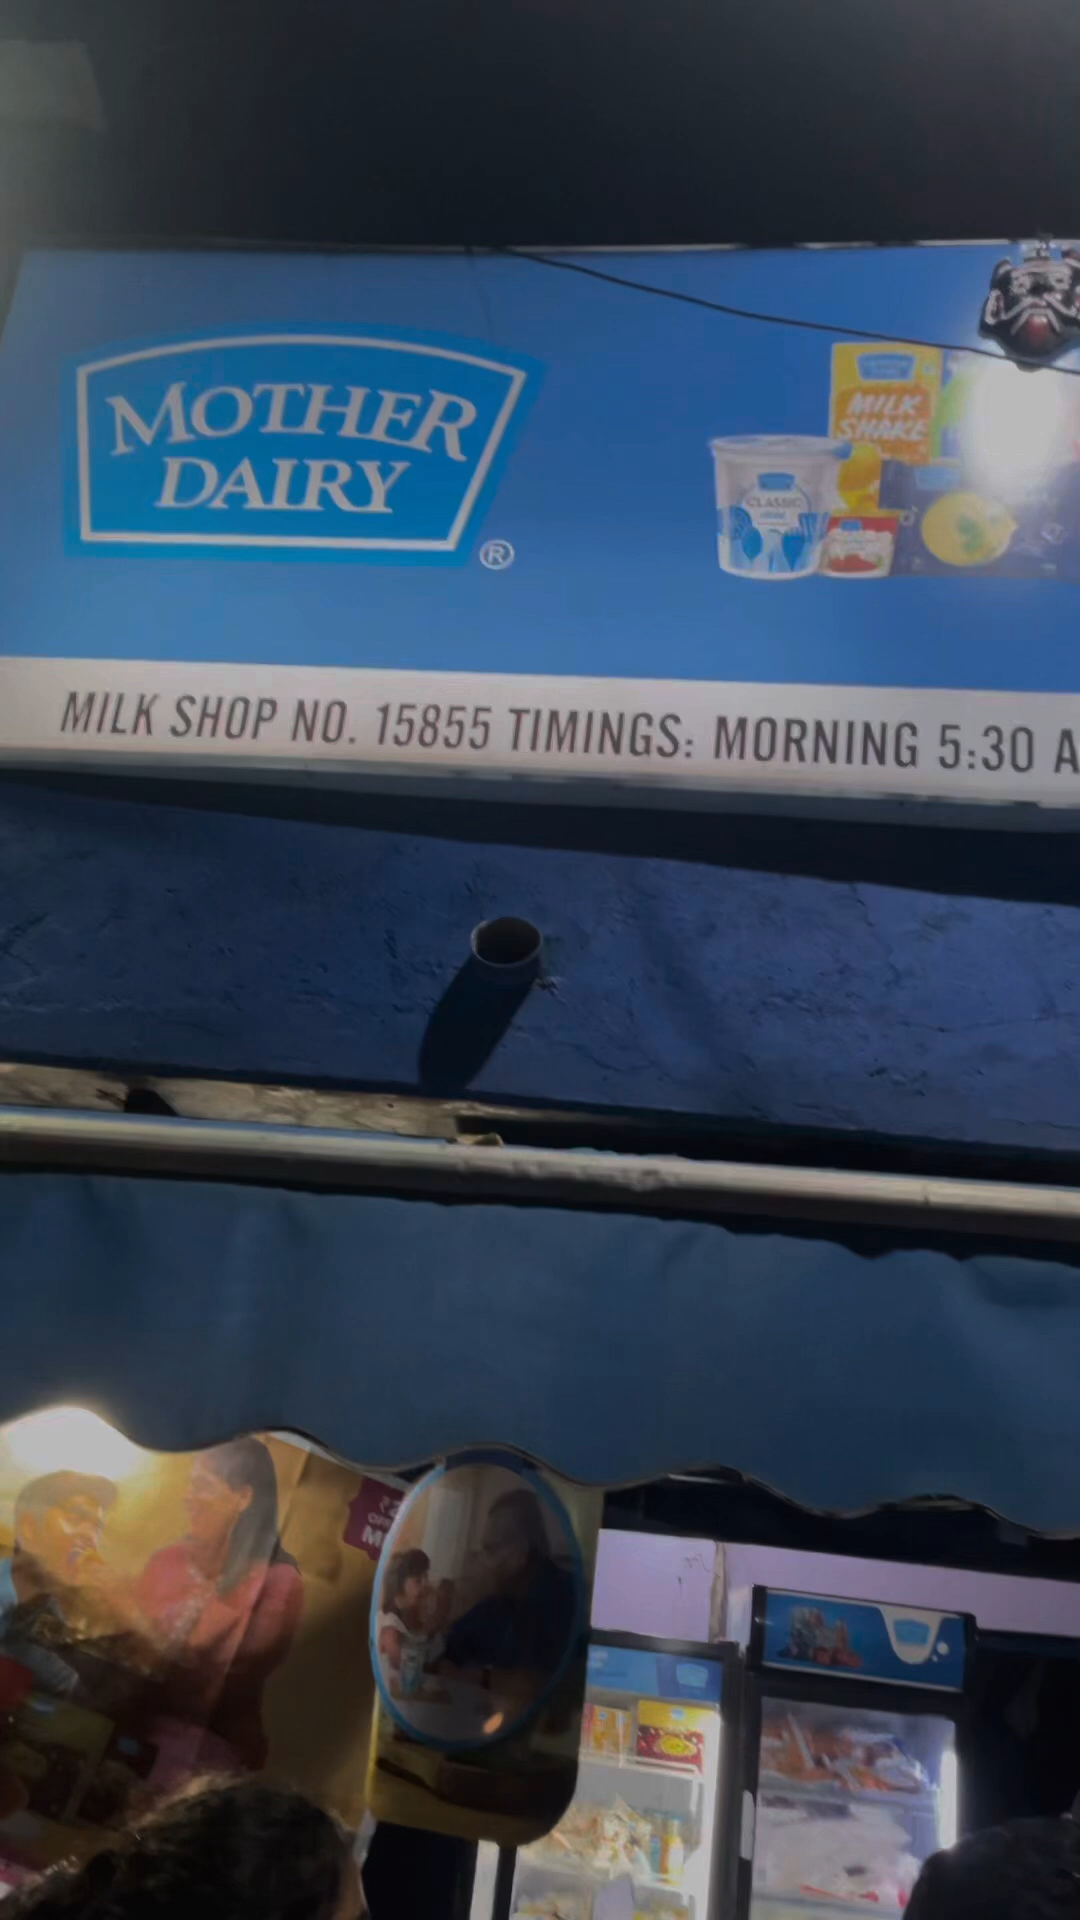 MOTHER
DAIRY
®
MILK
SHAKE
CLASSIC
MILK SHOP NO. 15855 TIMINGS: MORNING 5:30 A